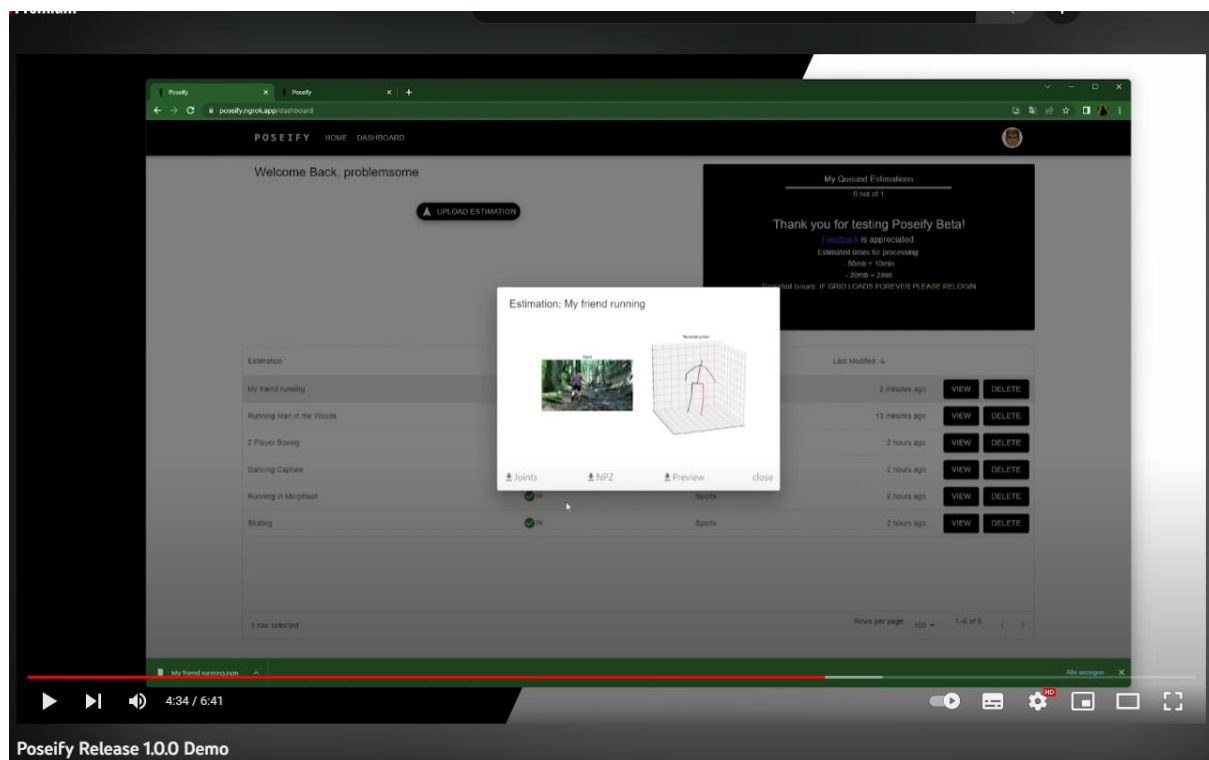 Premium
Poseify
Poseify
poseify.ngrok.app/dashboard
POSEIFY HOME DASHBOARD
Welcome Back, problemsome
UPLOAD ESTIMATION
My Queued Estimations
0 out of 1
Thank you for testing Poseify Beta!
Feedback is appreciated.
Estimated times for processing:
- 50mb = 10min
- 20mb ~ 2min
Issues: IF GRID LOADS FOREVER PLEASE RELOGIN
Estimation: My friend running
Input
Reconstruction
Joints NPZ Preview close
Estimation Last Modified
My friend running 2 minutes ago VIEW DELETE
Running Man in the Woods 15 minutes ago VIEW DELETE
2 Player Boxing 2 hours ago VIEW DELETE
Dancing Capture 2 hours ago VIEW DELETE
Running in Morphsuit Ok Sports 2 hours ago VIEW DELETE
Skating Ok Sports 2 hours ago VIEW DELETE
1 row selected Rows per page: 100 1–6 of 6
My friend running.json Alle anzeigen
4:34 / 6:41
HD
Poseify Release 1.0.0 Demo